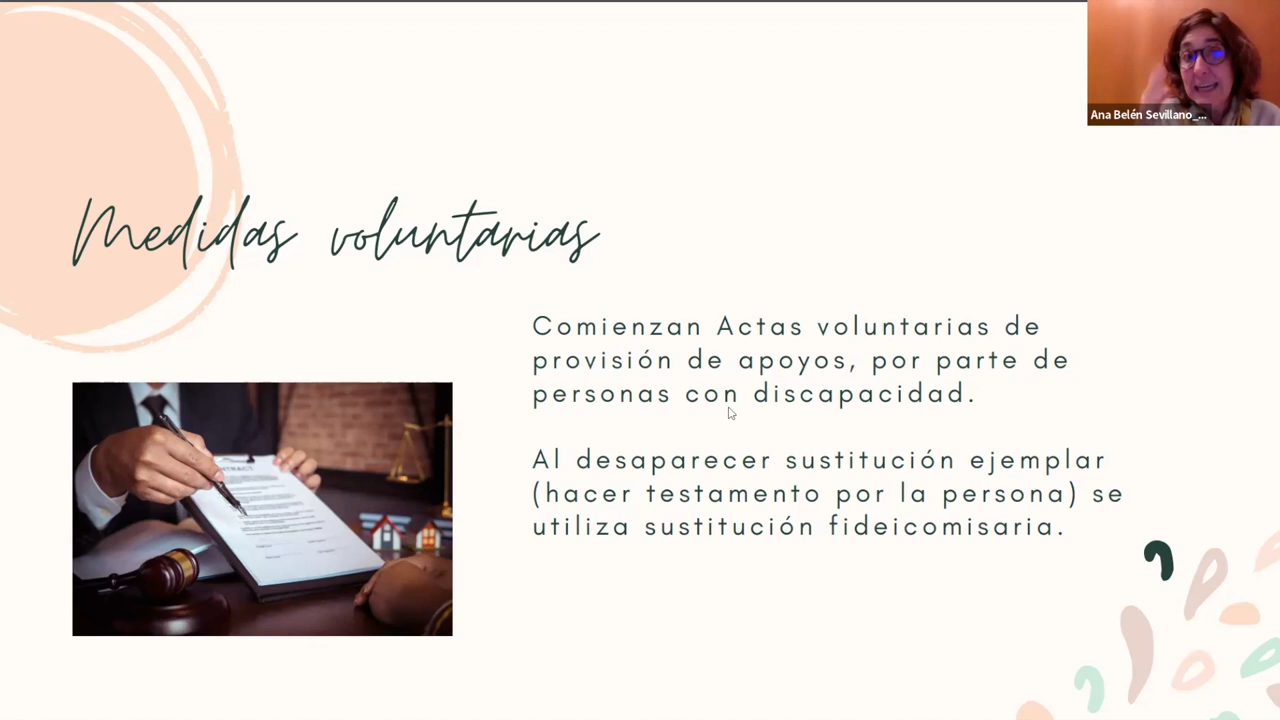 Ana Belén Sevillano_...
Medidas voluntarias
Comienzan Actas voluntarias de
provisión de apoyos, por parte de
personas con discapacidad.
Al desaparecer sustitución ejemplar
(hacer testamento por la persona) se
utiliza sustitución fideicomisaria.